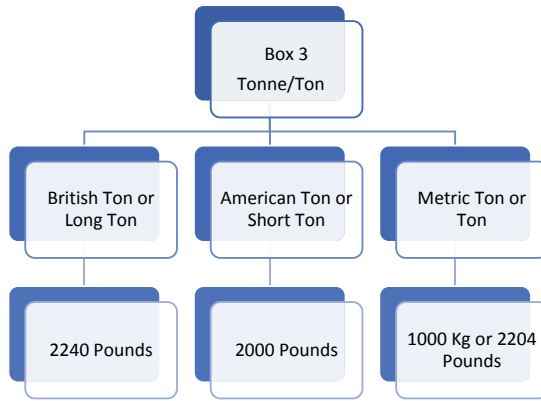 Box 3
Tonne/Ton
British Ton or
Long Ton
American Ton or
Short Ton
Metric Ton or
Ton
2240 Pounds
2000 Pounds
1000 Kg or 2204
Pounds